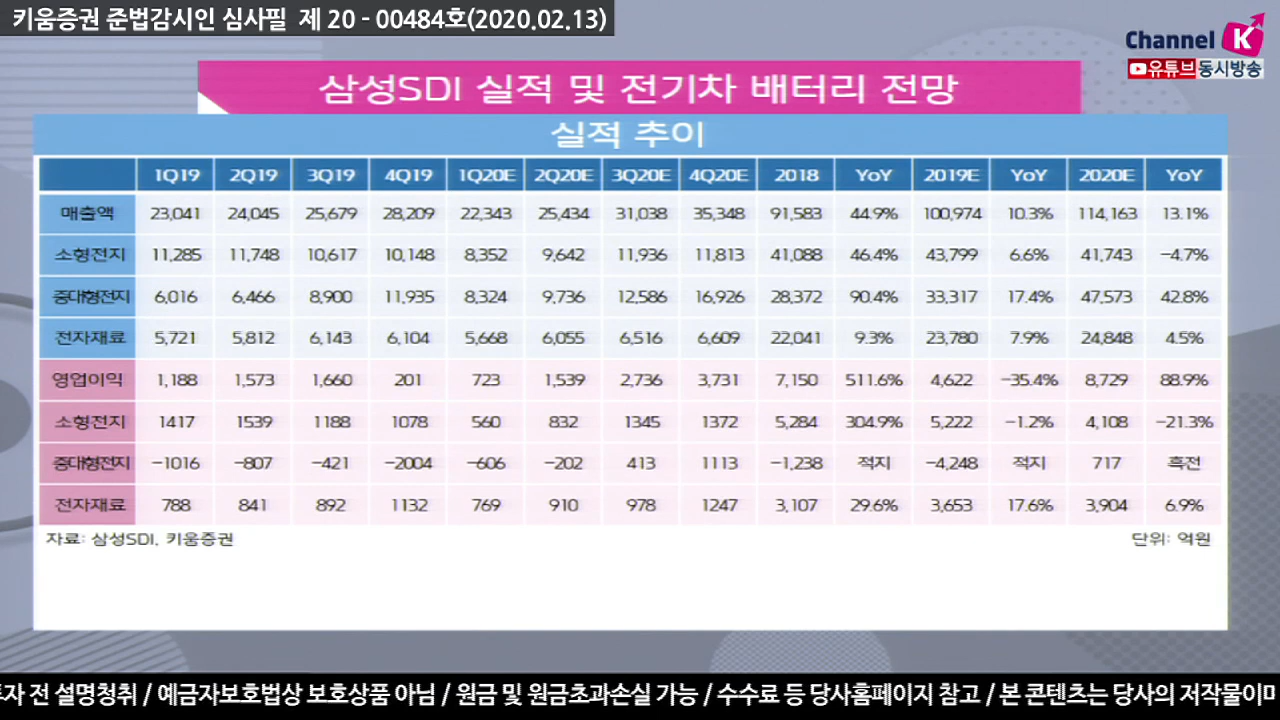 키움증권 준법감시인 심사필 제 20 - 00484호(2020.02.13)
Channel K
유튜브 동시방송
삼성SDI 실적 및 전기차 배터리 전망
실적 추이
1Q19 2Q19 3Q19 4Q19 1Q20E 2Q20E 3Q20E 4Q20E 2018 YoY 2019E YoY 2020E YoY
매출액 23,041 24,045 25,679 28,209 22,343 25,434 31,038 35,348 91,583 44.9% 100,974 10.3% 114,163 13.1%
소형전지 11,285 11,748 10,617 10,148 8,352 9,642 11,936 11,813 41,088 46.4% 43,799 6.6% 41,743 -4.7%
중대형전지 6,016 6,466 8,900 11,935 8,324 9,736 12,586 16,926 28,372 90.4% 33,317 17.4% 47,573 42.8%
전자재료 5,721 5,812 6,143 6,104 5,668 6,055 6,516 6,609 22,041 9.3% 23,780 7.9% 24,848 4.5%
영업이익 1,188 1,573 1,660 201 723 1,539 2,736 3,731 7,150 511.6% 4,622 -35.4% 8,729 88.9%
소형전지 1417 1539 1188 1078 560 832 1345 1372 5,284 304.9% 5,222 -1.2% 4,108 -21.3%
중대형전지 -1016 -807 -421 -2004 -606 -202 413 1113 -1,238 적지 -4,248 적지 717 흑전
전자재료 788 841 892 1132 769 910 978 1247 3,107 29.6% 3,653 17.6% 3,904 6.9%
자료: 삼성SDI, 키움증권 단위: 억원
투자 전 설명청취 / 예금자보호법상 보호상품 아님 / 원금 및 원금초과손실 가능 / 수수료 등 당사홈페이지 참고 / 본 콘텐츠는 당사의 저작물이며